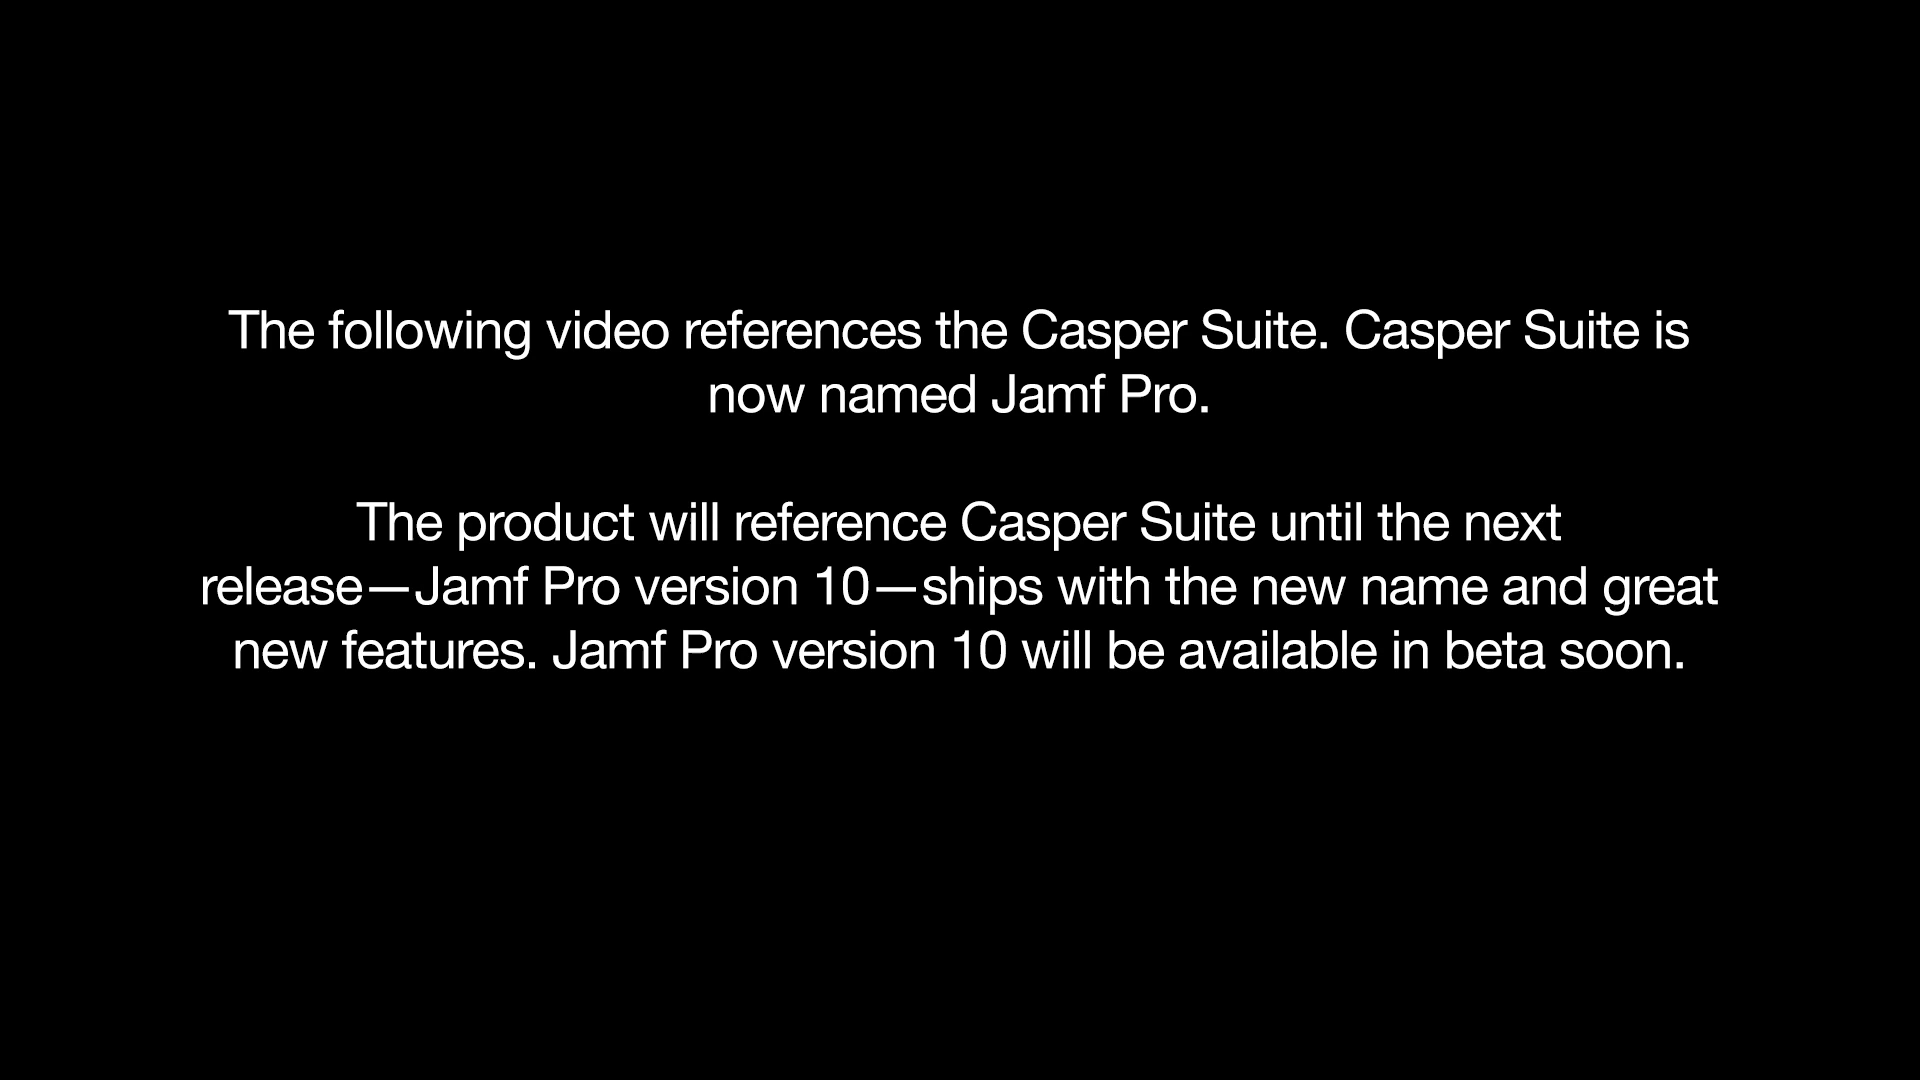 The following video references the Casper Suite. Casper Suite is
now named Jamf Pro.
The product will reference Casper Suite until the next
release—Jamf Pro version 10—ships with the new name and great
new features. Jamf Pro version 10 will be available in beta soon.